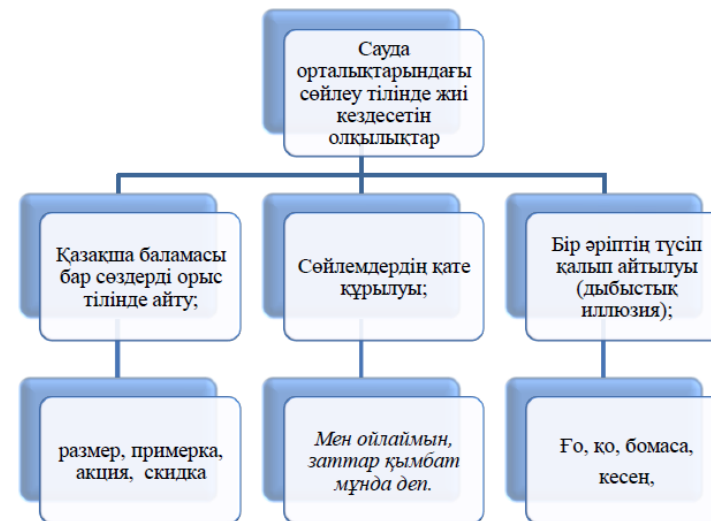 Сауда
орталықтарындағы
сөйлеу тілінде жиі
кездесетін
олқылықтар
Қазақша баламасы
бар сөздерді орыс
тілінде айту;
Сөйлемдердің қате
құрылуы;
Бір әріптің түсіп
қалып айтылуы
(дыбыстық
иллюзия);
размер, примерка,
акция, скидка
Мен ойлаймын,
заттар қымбат
мұнда деп.
Ғо, қо, бомаса,
кесең,